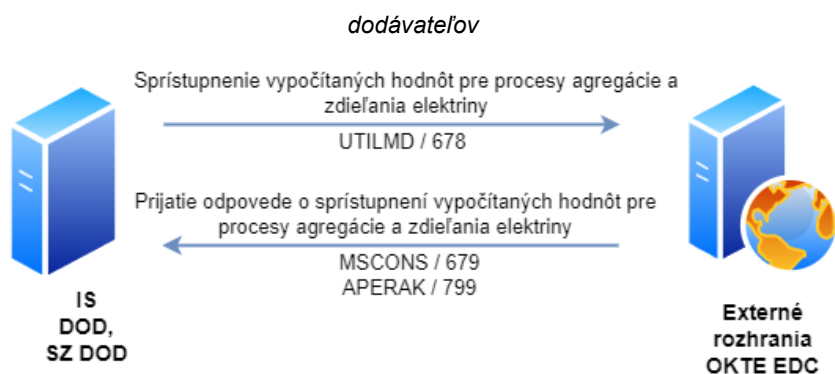 dodávateľov
Sprístupnenie vypočítaných hodnôt pre procesy agregácie a
zdieľania elektriny
UTILMD / 678
Prijatie odpovede o sprístupnení vypočítaných hodnôt pre
procesy agregácie a zdieľania elektriny
MSCONS / 679
APERAK / 799
IS
DOD,
SZ DOD
Externé
rozhrania
OKTE EDC